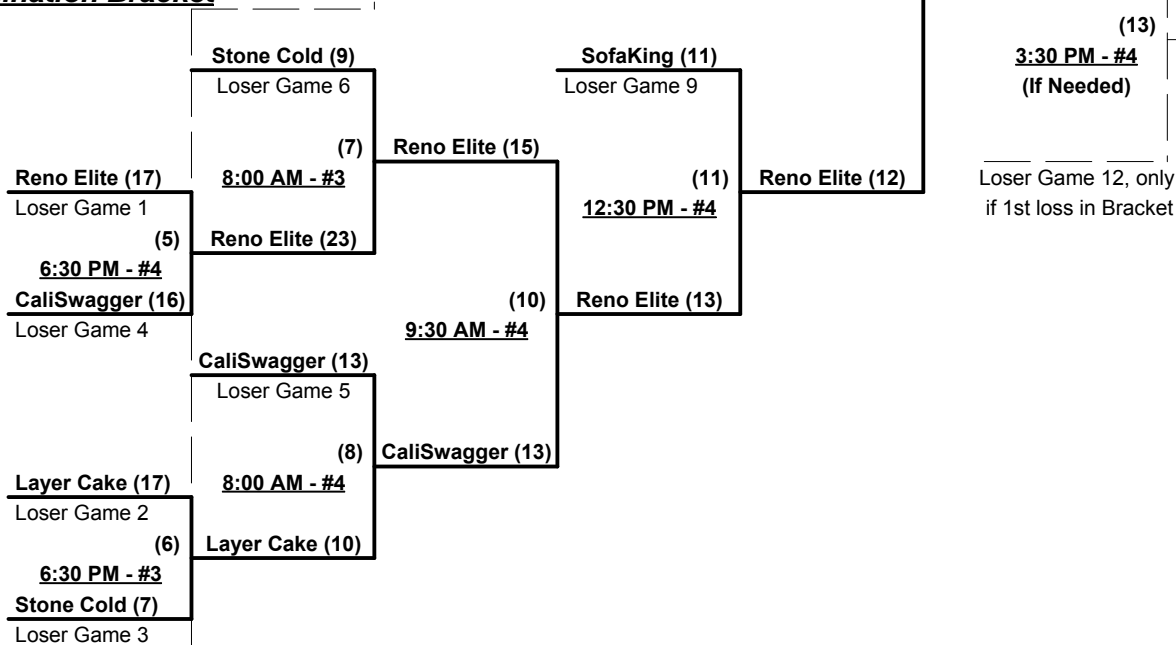 Bracket
(13)
Stone Cold (9)
SofaKing (11)
3:30 PM - #4
Loser Game 6
Loser Game 9
(If Needed)
(7)
Reno Elite (15)
Reno Elite (17)
8:00 AM - #3
(11)
Reno Elite (12)
Loser Game 12, only
Loser Game 1
12:30 PM - #4
if 1st loss in Bracket
(5)
Reno Elite (23)
6:30 PM - #4
CaliSwagger (16)
(10)
Reno Elite (13)
Loser Game 4
9:30 AM - #4
CaliSwagger (13)
Loser Game 5
(8)
CaliSwagger (13)
Layer Cake (17)
8:00 AM - #4
Loser Game 2
(6)
Layer Cake (10)
6:30 PM - #3
Stone Cold (7)
Loser Game 3